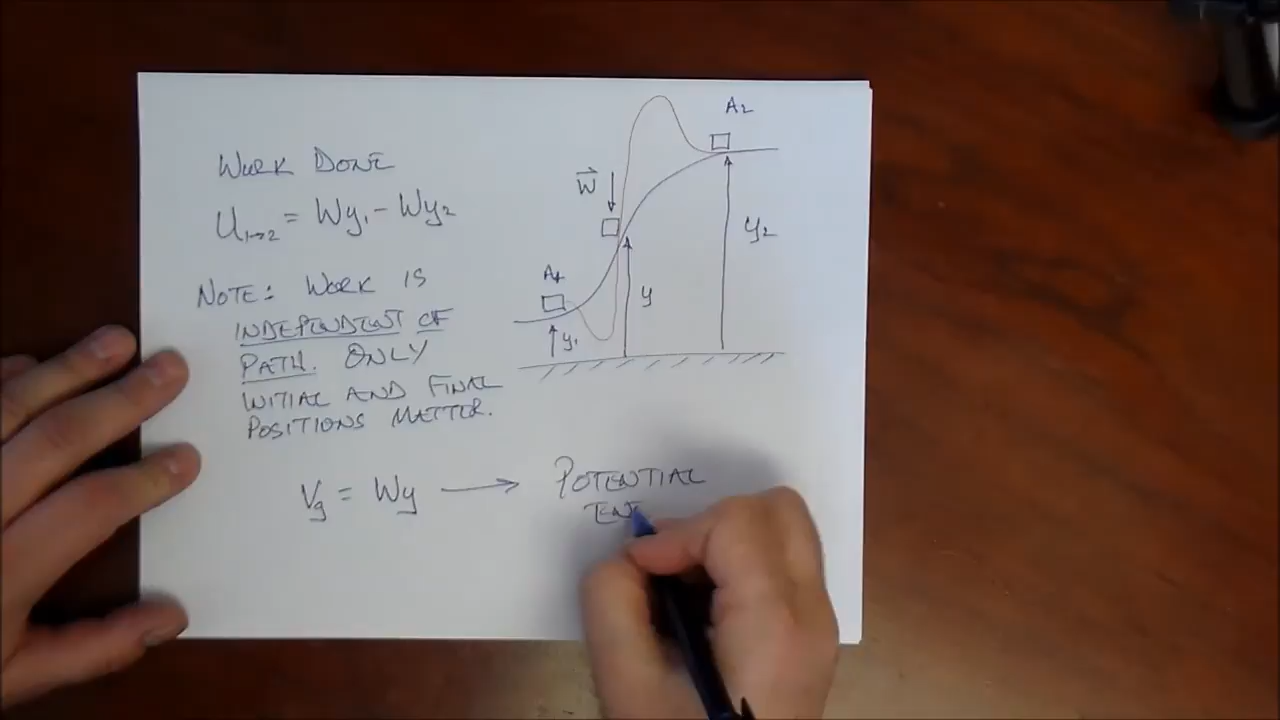 WORK DONE
U1→2 = Wy1 - Wy2
NOTE: WORK IS
INDEPENDENT OF
PATH. ONLY
INITIAL AND FINAL
POSITIONS MATTER.
Vg = Wy → POTENTIAL
ENE
A2
W
y2
A1
y
y1